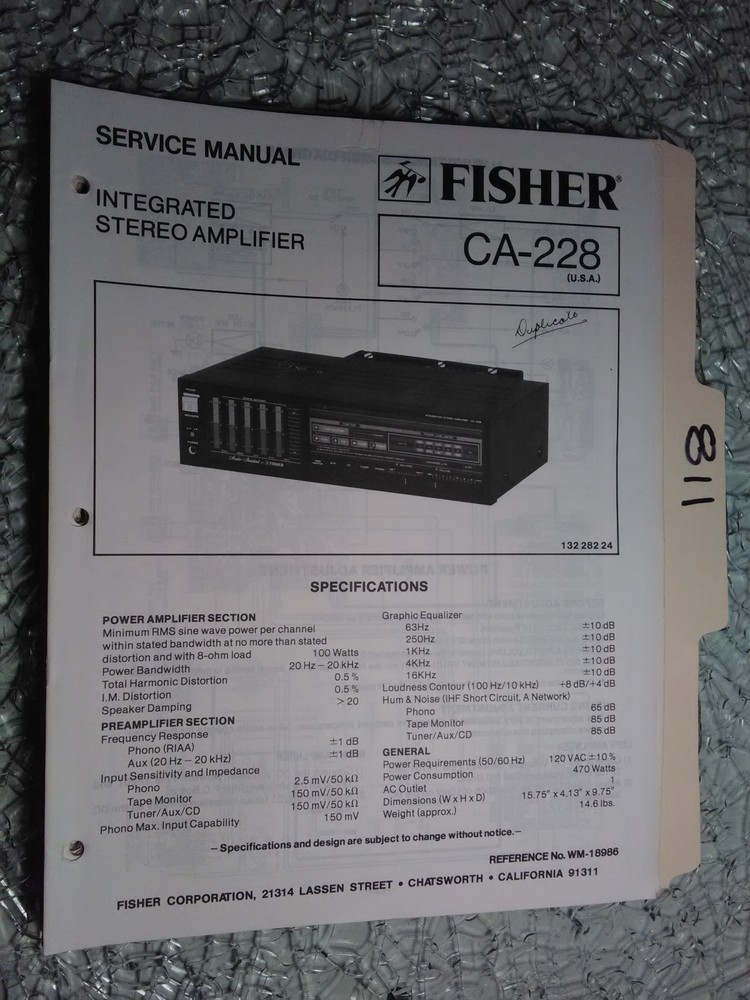 SERVICE MANUAL
FISHER®
INTEGRATED
STEREO AMPLIFIER
CA-228
(U.S.A.)
Duplicate
FISHER
132 282 24
118
SPECIFICATIONS
POWER AMPLIFIER SECTION
Minimum RMS sine wave power per channel
within stated bandwidth at no more than stated
distortion and with 8-ohm load 100 Watts
Power Bandwidth 20 Hz – 20 kHz
Total Harmonic Distortion 0.5 %
I.M. Distortion 0.5 %
Speaker Damping > 20
PREAMPLIFIER SECTION
Frequency Response
Phono (RIAA) ±1 dB
Aux (20 Hz – 20 kHz) ±1 dB
Input Sensitivity and Impedance
Phono 2.5 mV/50 kΩ
Tape Monitor 150 mV/50 kΩ
Tuner/Aux/CD 150 mV/50 kΩ
Phono Max. Input Capability 150 mV
Graphic Equalizer
63Hz ±10 dB
250Hz ±10 dB
1KHz ±10 dB
4KHz ±10 dB
16KHz ±10 dB
Loudness Contour (100 Hz/10 kHz) +8 dB/+4 dB
Hum & Noise (IHF Short Circuit, A Network)
Phono 65 dB
Tape Monitor 85 dB
Tuner/Aux/CD 85 dB
GENERAL
Power Requirements (50/60 Hz) 120 VAC ±10 %
Power Consumption 470 Watts
AC Outlet 1
Dimensions (W x H x D) 15.75" x 4.13" x 9.75"
Weight (approx.) 14.6 lbs.
– Specifications and design are subject to change without notice. –
REFERENCE No. WM-18986
FISHER CORPORATION, 21314 LASSEN STREET • CHATSWORTH • CALIFORNIA 91311